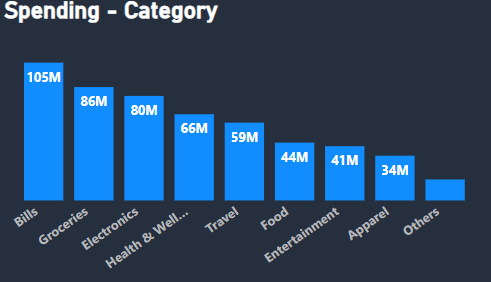 Spending - Category
105M
86M
80M
66M
59M
44M
41M
34M
Bills
Groceries
Electronics
Health & Well...
Travel
Food
Entertainment
Apparel
Others